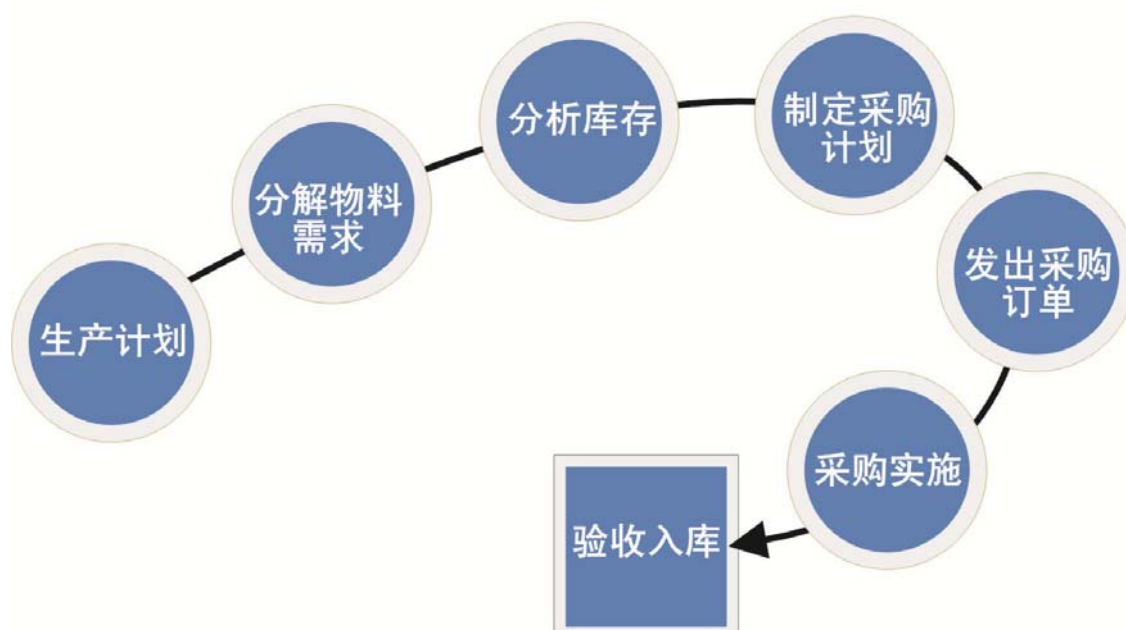 生产计划
分解物料
需求
分析库存
制定采购
计划
发出采购
订单
采购实施
验收入库